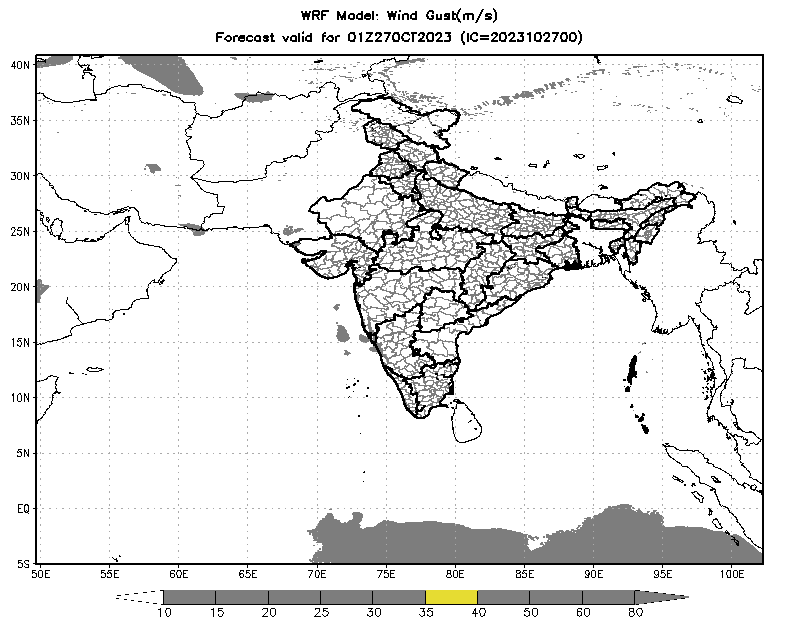 WRF Model: Wind Gust(m/s)
Forecast valid for 01Z27OCT2023 (IC=2023102700)
40N
35N
30N
25N
20N
15N
10N
5N
EQ
5S
50E 55E 60E 65E 70E 75E 80E 85E 90E 95E 100E
10 15 20 25 30 35 40 50 60 80